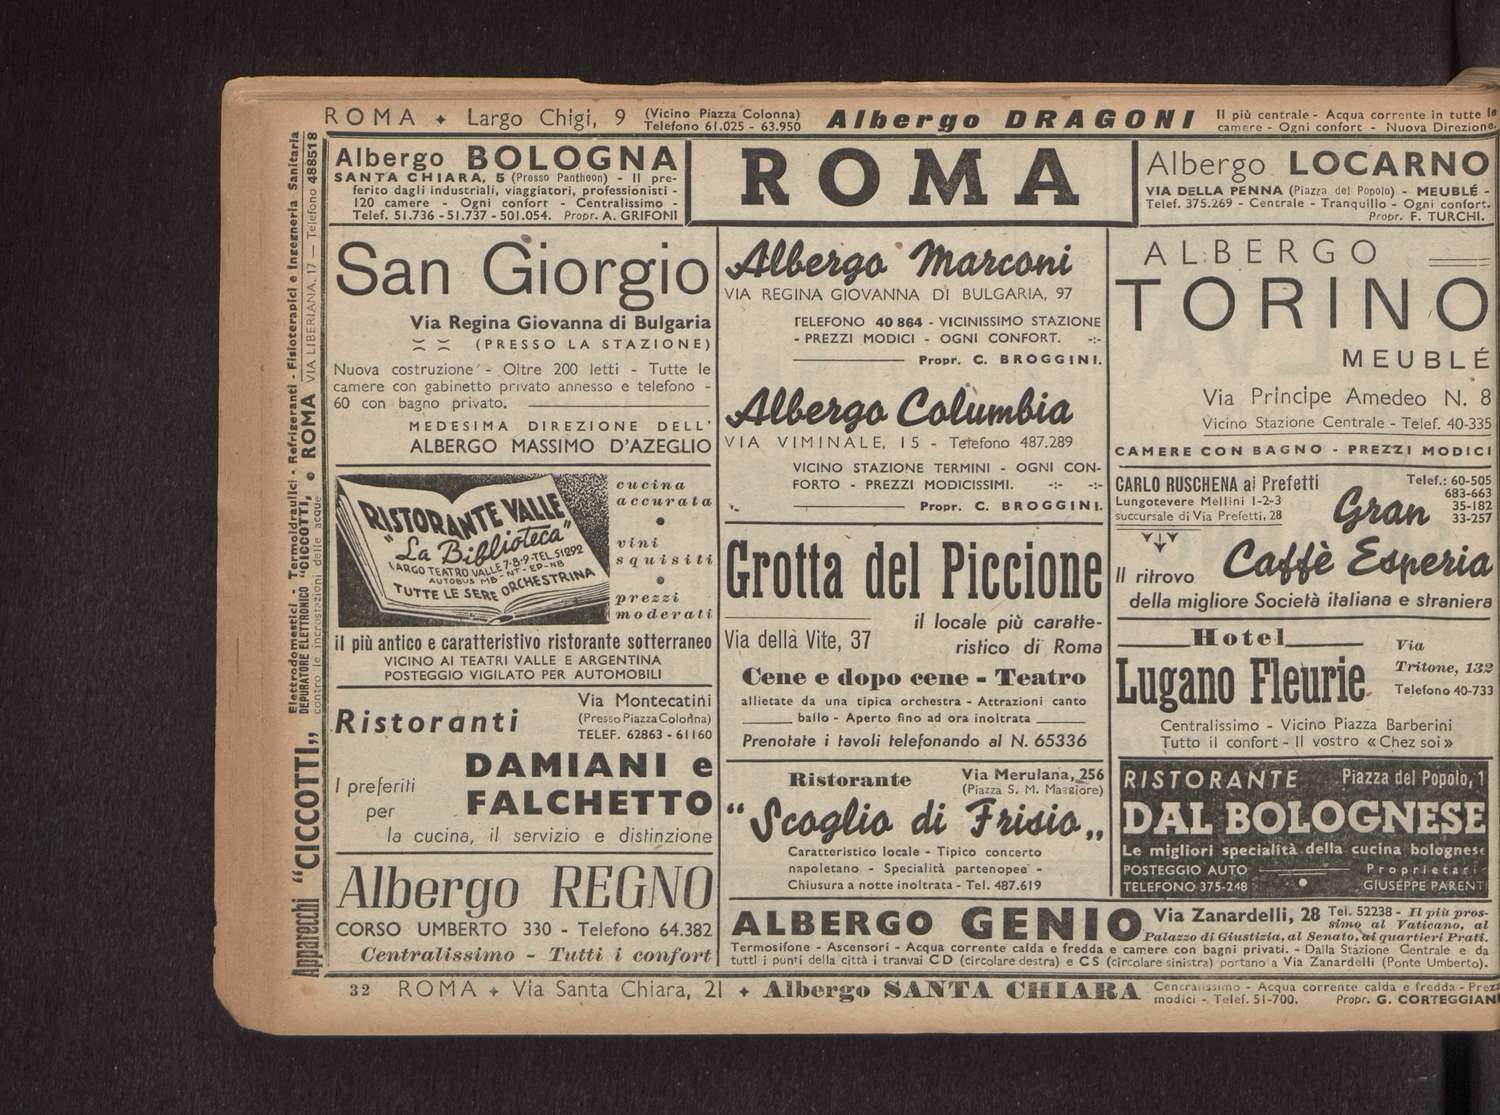 ROMA ✦ Largo Chigi, 9 (Vicino Piazza Colonna) Albergo DRAGONI Il più centrale - Acqua corrente in tutte le
Telefono 61.025 - 63.950 camere - Ogni confort - Nuova Direzione.
Apparecchi "CICCOTTI„
Elettrodomestici - Termoidraulici - Refrigeranti - Fisioterapici e Ingegneria Sanitaria
DEPURATORE ELETTRONICO "CICCOTTI„ • ROMA VIA LIBERIANA, 17 — Telefono 488518
contro le incrostazioni delle acque
Albergo BOLOGNA
SANTA CHIARA, 5 (Presso Pantheon) - Il pre-
ferito dagli industriali, viaggiatori, professionisti -
120 camere - Ogni confort - Centralissimo -
Telef. 51.736 - 51.737 - 501.054. Propr. A. GRIFONI
ROMA
Albergo LOCARNO
VIA DELLA PENNA (Piazza del Popolo) - MEUBLÉ -
Telef. 375.269 - Centrale - Tranquillo - Ogni confort.
Propr. F. TURCHI.
San Giorgio
Via Regina Giovanna di Bulgaria
(PRESSO LA STAZIONE)
Nuova costruzione - Oltre 200 letti - Tutte le
camere con gabinetto privato annesso e telefono -
60 con bagno privato.
MEDESIMA DIREZIONE DELL'
ALBERGO MASSIMO D'AZEGLIO
RISTORANTE VALLE
"La Biblioteca"
LARGO TEATRO VALLE 7-8-9-TEL.51292
AUTOBUS MB-NT-EP-NB
TUTTE LE SERE ORCHESTRINA
cucina
accurata
•
vini
squisiti
•
prezzi
moderati
il più antico e caratteristivo ristorante sotterraneo
VICINO AI TEATRI VALLE E ARGENTINA
POSTEGGIO VIGILATO PER AUTOMOBILI
Ristoranti
Via Montecatini
(Presso Piazza Colonna)
TELEF. 62863 - 61160
I preferiti
per
DAMIANI e
FALCHETTO
la cucina, il servizio e distinzione
Albergo REGNO
CORSO UMBERTO 330 - Telefono 64.382
Centralissimo - Tutti i confort
Albergo Marconi
VIA REGINA GIOVANNA DI BULGARIA, 97
TELEFONO 40 864 - VICINISSIMO STAZIONE
- PREZZI MODICI - OGNI CONFORT. -:-
Propr. C. BROGGINI.
Albergo Columbia
VIA VIMINALE, 15 - Telefono 487.289
VICINO STAZIONE TERMINI - OGNI CON-
FORTO - PREZZI MODICISSIMI. -:- -:-
Propr. C. BROGGINI.
Grotta del Piccione
Via della Vite, 37
il locale più caratte-
ristico di Roma
Cene e dopo cene - Teatro
allietate da una tipica orchestra - Attrazioni canto
ballo - Aperto fino ad ora inoltrata
Prenotate i tavoli telefonando al N. 65336
Ristorante
Via Merulana, 256
(Piazza S. M. Maggiore)
"Scoglio di Frisio„
Caratteristico locale - Tipico concerto
napoletano - Specialità partenopee -
Chiusura a notte inoltrata - Tel. 487.619
ALBERGO
TORINO
MEUBLÉ
Via Principe Amedeo N. 8
Vicino Stazione Centrale - Telef. 40-335
CAMERE CON BAGNO - PREZZI MODICI
CARLO RUSCHENA ai Prefetti
Lungotevere Mellini 1-2-3
succursale di Via Prefetti, 28
Telef.: 60-505
683-663
35-182
33-257
Gran
Caffè Esperia
Il ritrovo
della migliore Società italiana e straniera
Hotel
Lugano Fleurie
Via
Tritone, 132
Telefono 40-733
Centralissimo - Vicino Piazza Barberini
Tutto il confort - Il vostro « Chez soi »
RISTORANTE Piazza del Popolo, 1
DAL BOLOGNESE
Le migliori specialità della cucina bolognese
POSTEGGIO AUTO
TELEFONO 375-248
Proprietari
GIUSEPPE PARENTI
ALBERGO GENIO Via Zanardelli, 28 Tel. 52238 - Il più pros-
simo al Vaticano, al
Palazzo di Giustizia, al Senato, ai quartieri Prati.
Termosifone - Ascensori - Acqua corrente calda e fredda e camere con bagni privati. - Dalla Stazione Centrale e da
tutti i punti della città i tranvai CD (circolare destra) e CS (circolare sinistra) portano a Via Zanardelli (Ponte Umberto).
32 ROMA ✦ Via Santa Chiara, 21 ✦ Albergo SANTA CHIARA Centralissimo - Acqua corrente calda e fredda - Prezzi
modici - Telef. 51-700. Propr. G. CORTEGGIANI